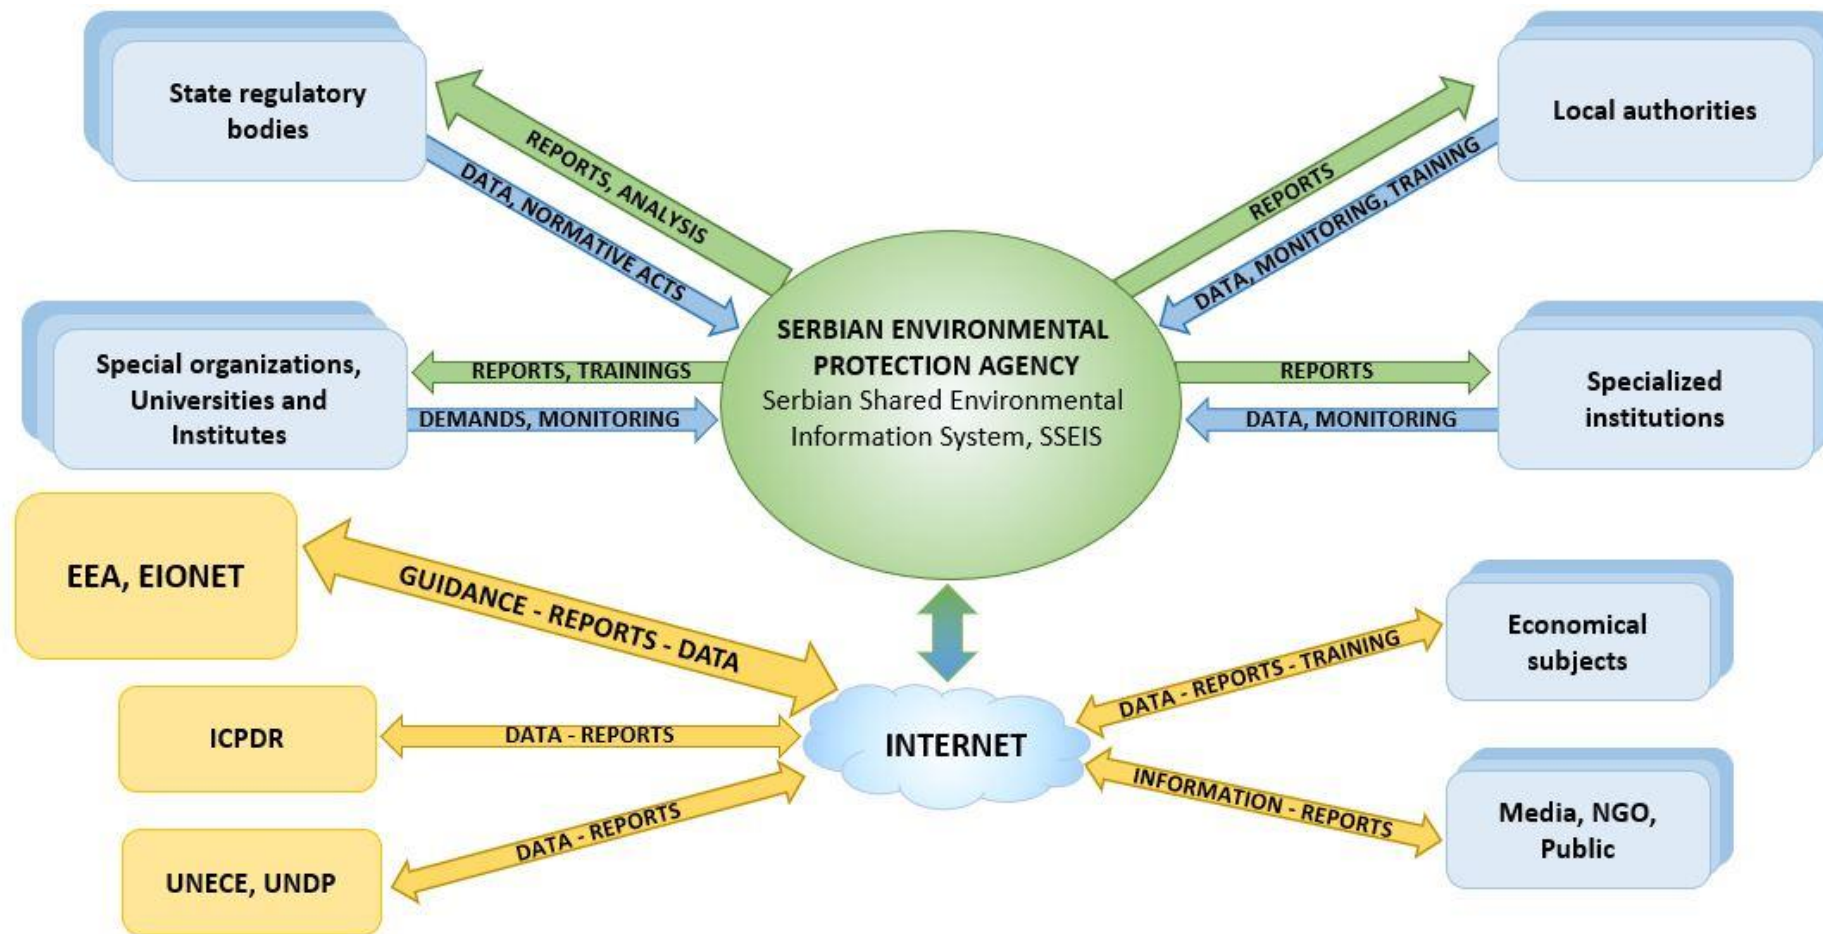 State regulatory
bodies
REPORTS, ANALYSIS
DATA, NORMATIVE ACTS
Local authorities
REPORTS
DATA, MONITORING, TRAINING
SERBIAN ENVIRONMENTAL
PROTECTION AGENCY
Serbian Shared Environmental
Information System, SSEIS
Special organizations,
Universities and
Institutes
REPORTS, TRAININGS
DEMANDS, MONITORING
REPORTS
DATA, MONITORING
Specialized
institutions
EEA, EIONET
GUIDANCE - REPORTS - DATA
ICPDR
DATA - REPORTS
UNECE, UNDP
DATA - REPORTS
INTERNET
DATA - REPORTS - TRAINING
Economical
subjects
INFORMATION - REPORTS
Media, NGO,
Public